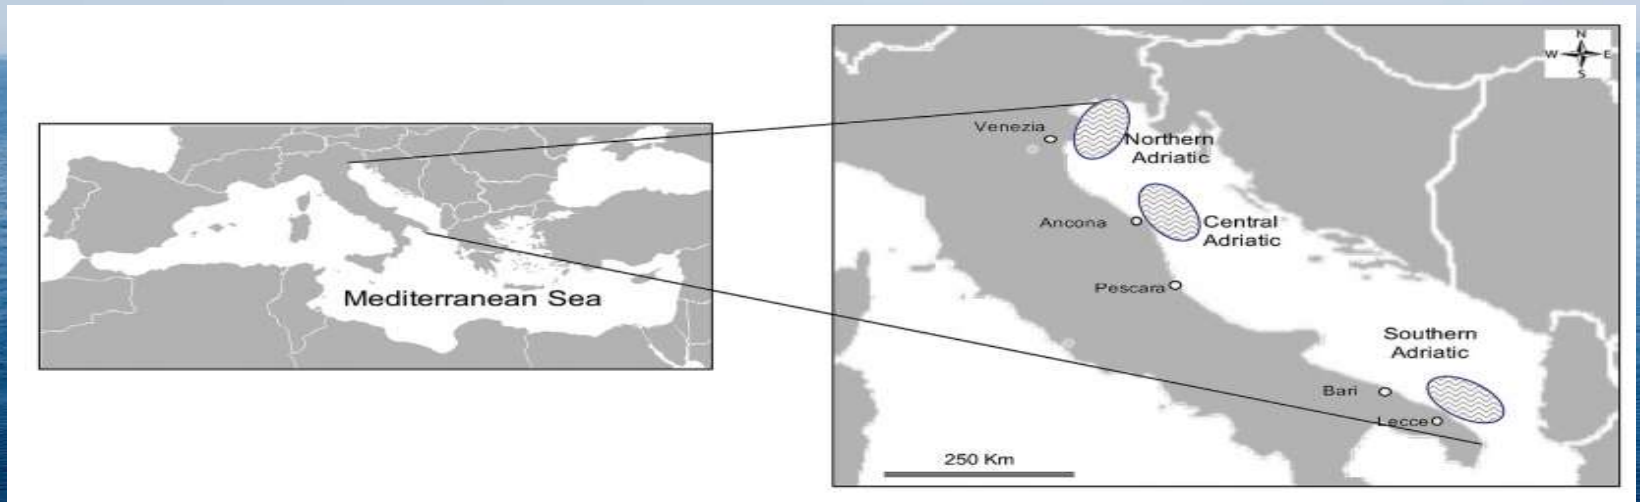 Mediterranean Sea
N
W E
S
Venezia
Northern
Adriatic
Ancona
Central
Adriatic
Pescara
Southern
Adriatic
Bari
Lecce
250 Km